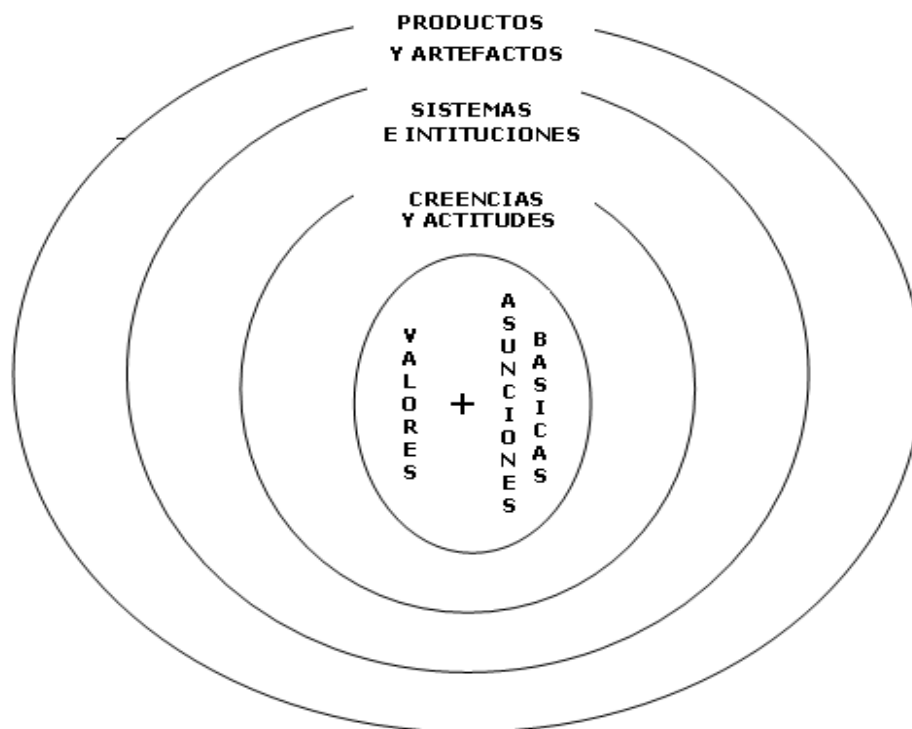 PRODUCTOS
Y ARTEFACTOS
SISTEMAS
E INTITUCIONES
CREENCIAS
Y ACTITUDES
VALORES
+
ASUNCIONES
BASICAS